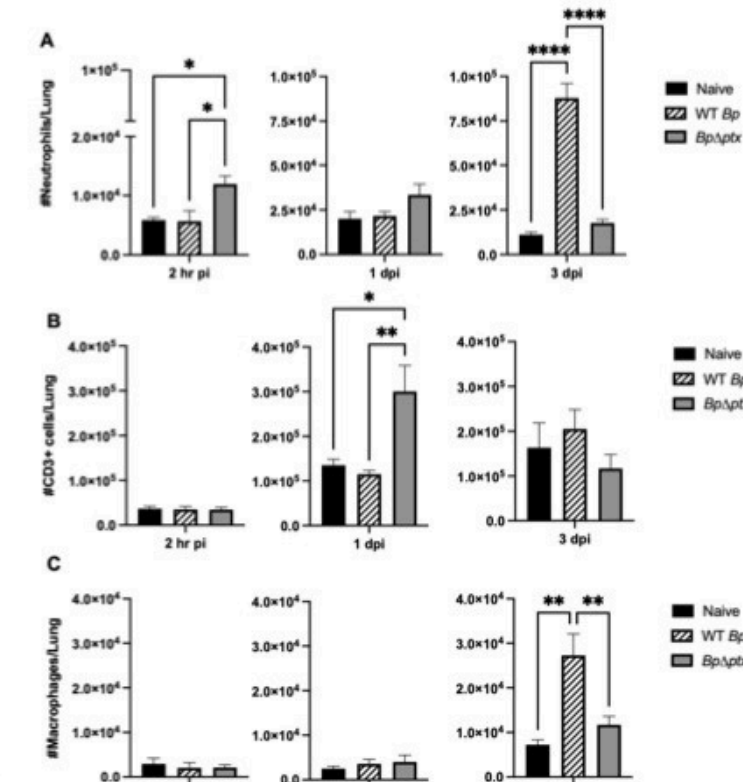 A
#Neutrophils/Lung
1×10⁵
2.0×10⁴
1.0×10⁴
0.0
*
*
2 hr pi
1.0×10⁵
7.5×10⁴
5.0×10⁴
2.5×10⁴
0.0
1 dpi
1.0×10⁵
7.5×10⁴
5.0×10⁴
2.5×10⁴
0.0
****
****
3 dpi
Naive
WT Bp
Bp∆ptx
B
#CD3+ cells/Lung
4.0×10⁵
3.0×10⁵
2.0×10⁵
1.0×10⁵
0.0
2 hr pi
4.0×10⁵
3.0×10⁵
2.0×10⁵
1.0×10⁵
0.0
*
**
1 dpi
4.0×10⁵
3.0×10⁵
2.0×10⁵
1.0×10⁵
0.0
3 dpi
Naive
WT Bp
Bp∆pt
C
#Macrophages/Lung
4.0×10⁴
3.0×10⁴
2.0×10⁴
1.0×10⁴
4.0×10⁴
3.0×10⁴
2.0×10⁴
1.0×10⁴
0.0
4.0×10⁴
3.0×10⁴
2.0×10⁴
1.0×10⁴
0.0
** **
Naive
WT Bp
Bp∆pt